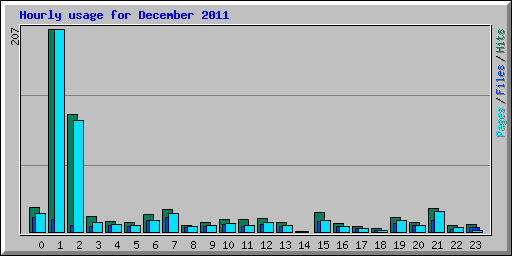 Hourly usage for December 2011
207
Pages/Files/Hits
0 1 2 3 4 5 6 7 8 9 10 11 12 13 14 15 16 17 18 19 20 21 22 23